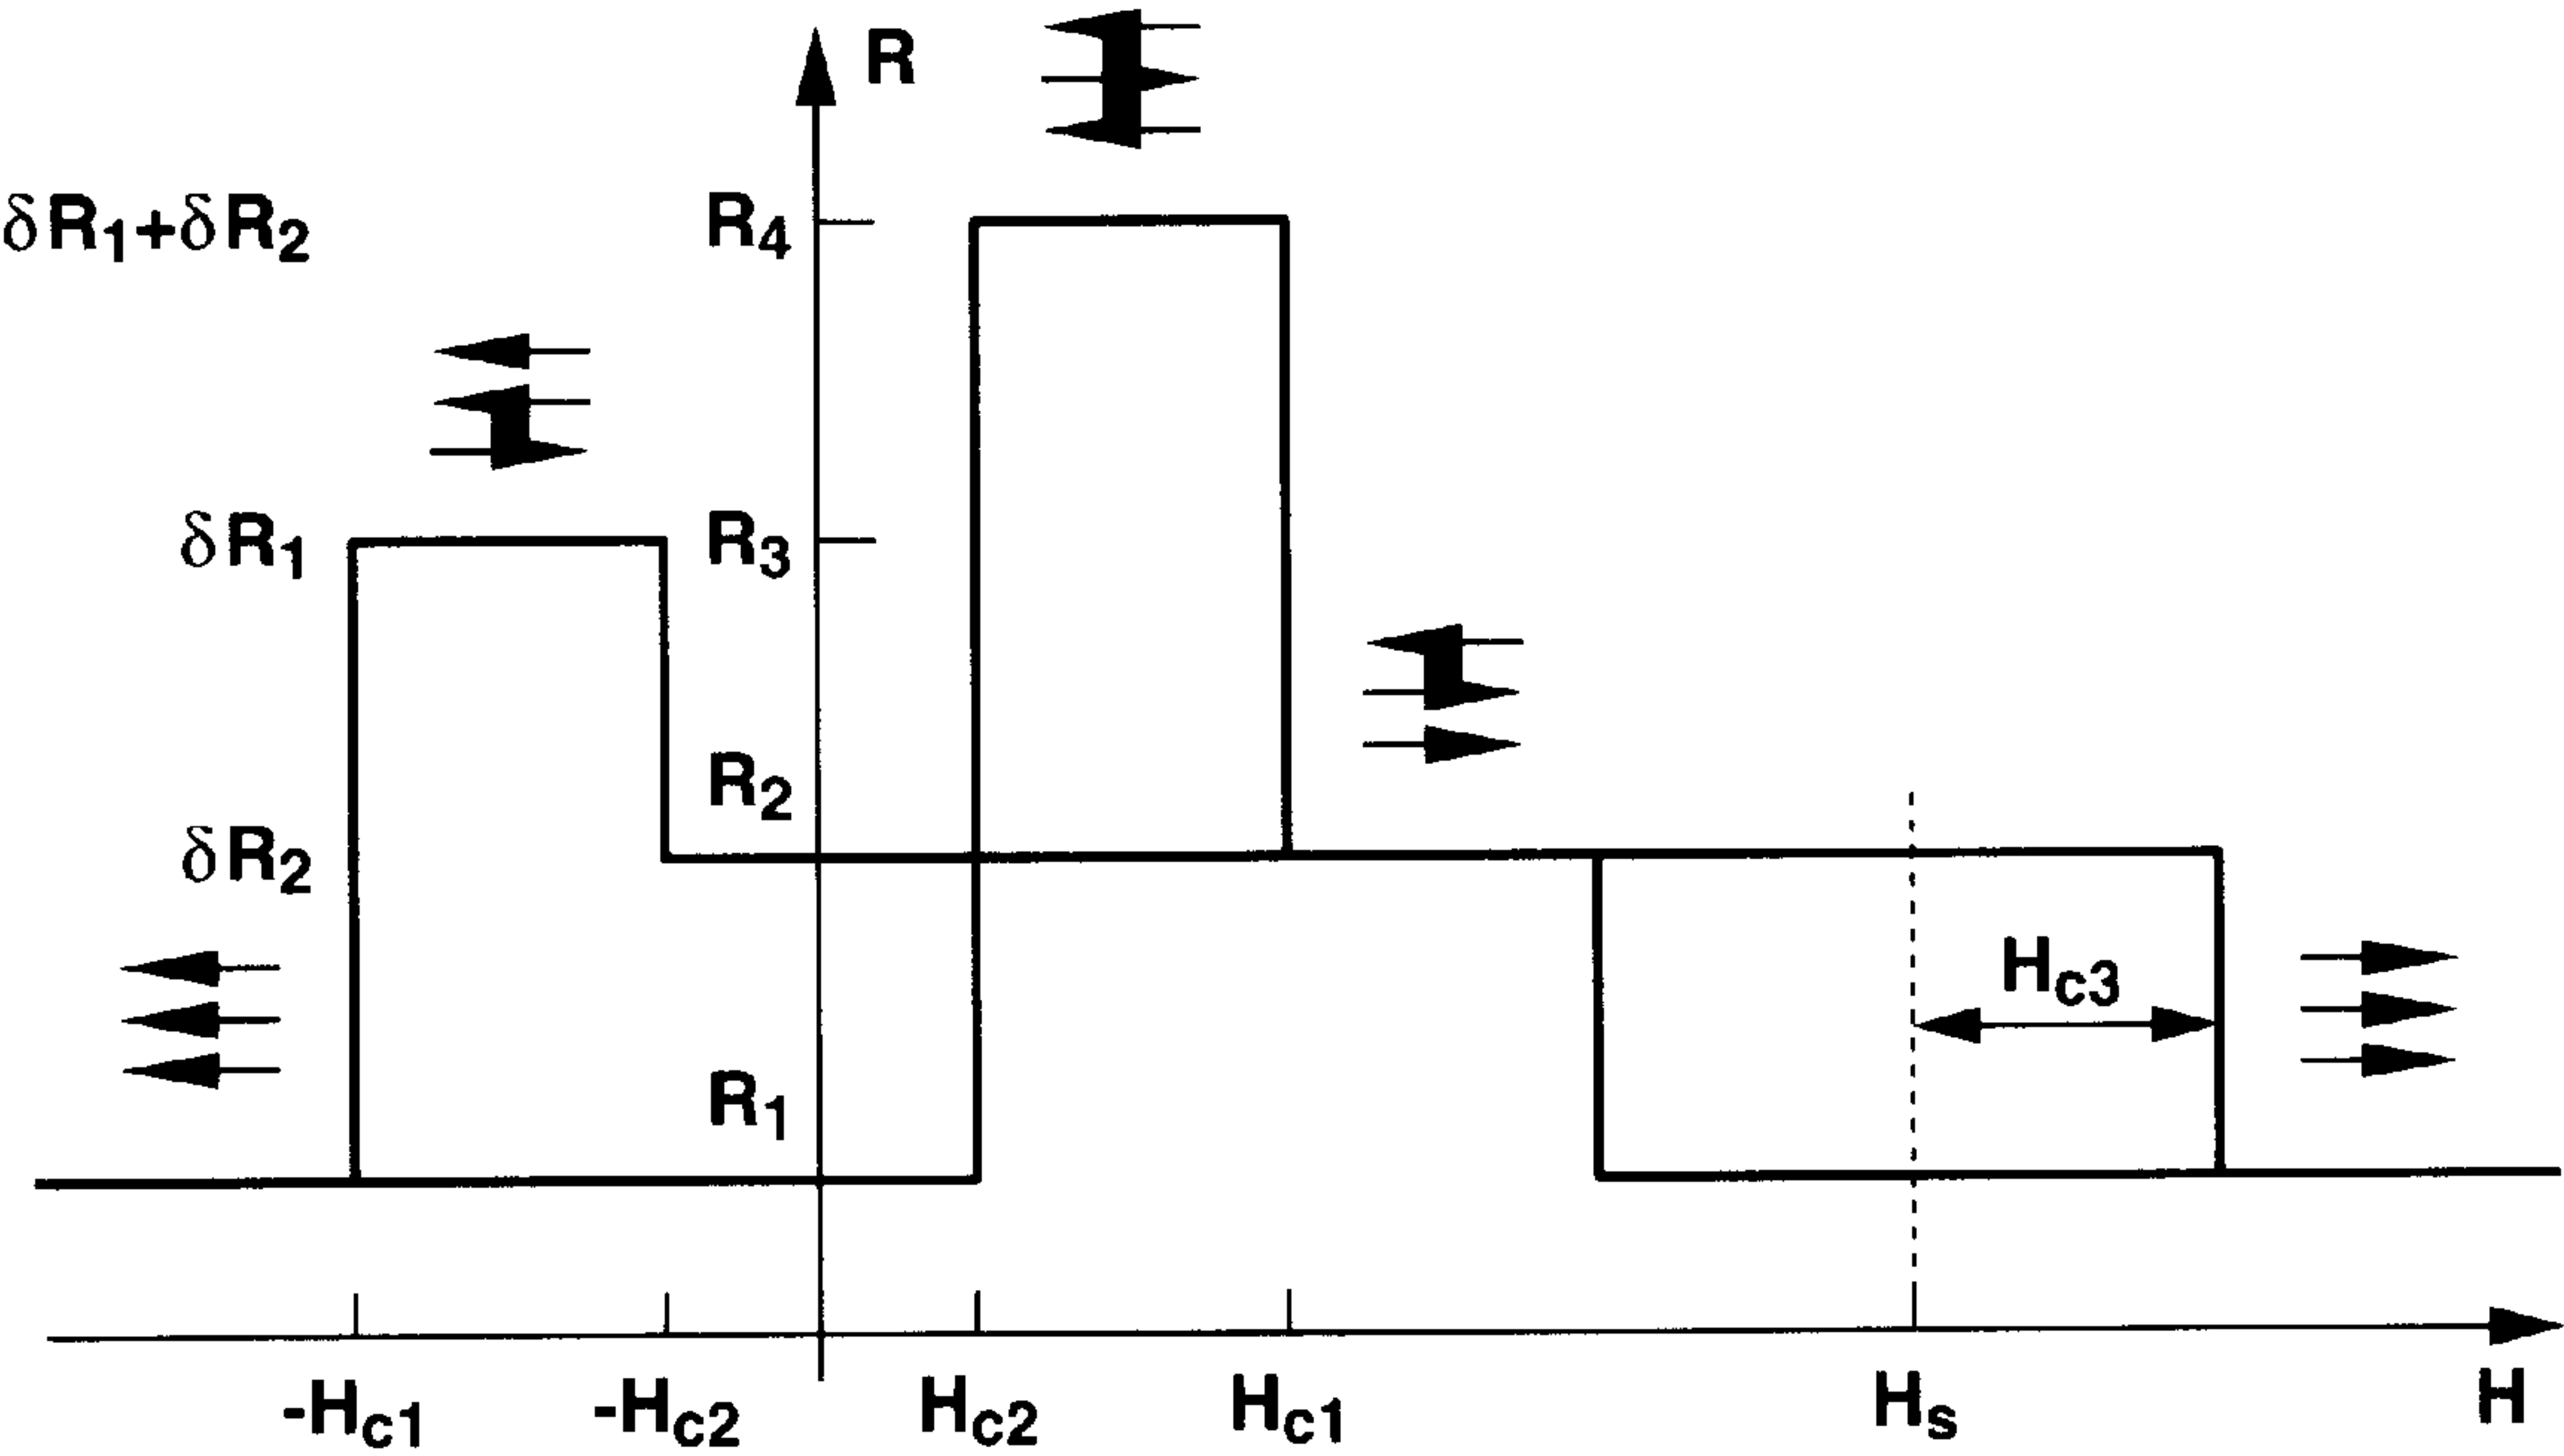 R
δR₁+δR₂
R₄
δR₁
R₃
R₂
δR₂
Hc3
R₁
-Hc1
-Hc2
Hc2
Hc1
Hs
H